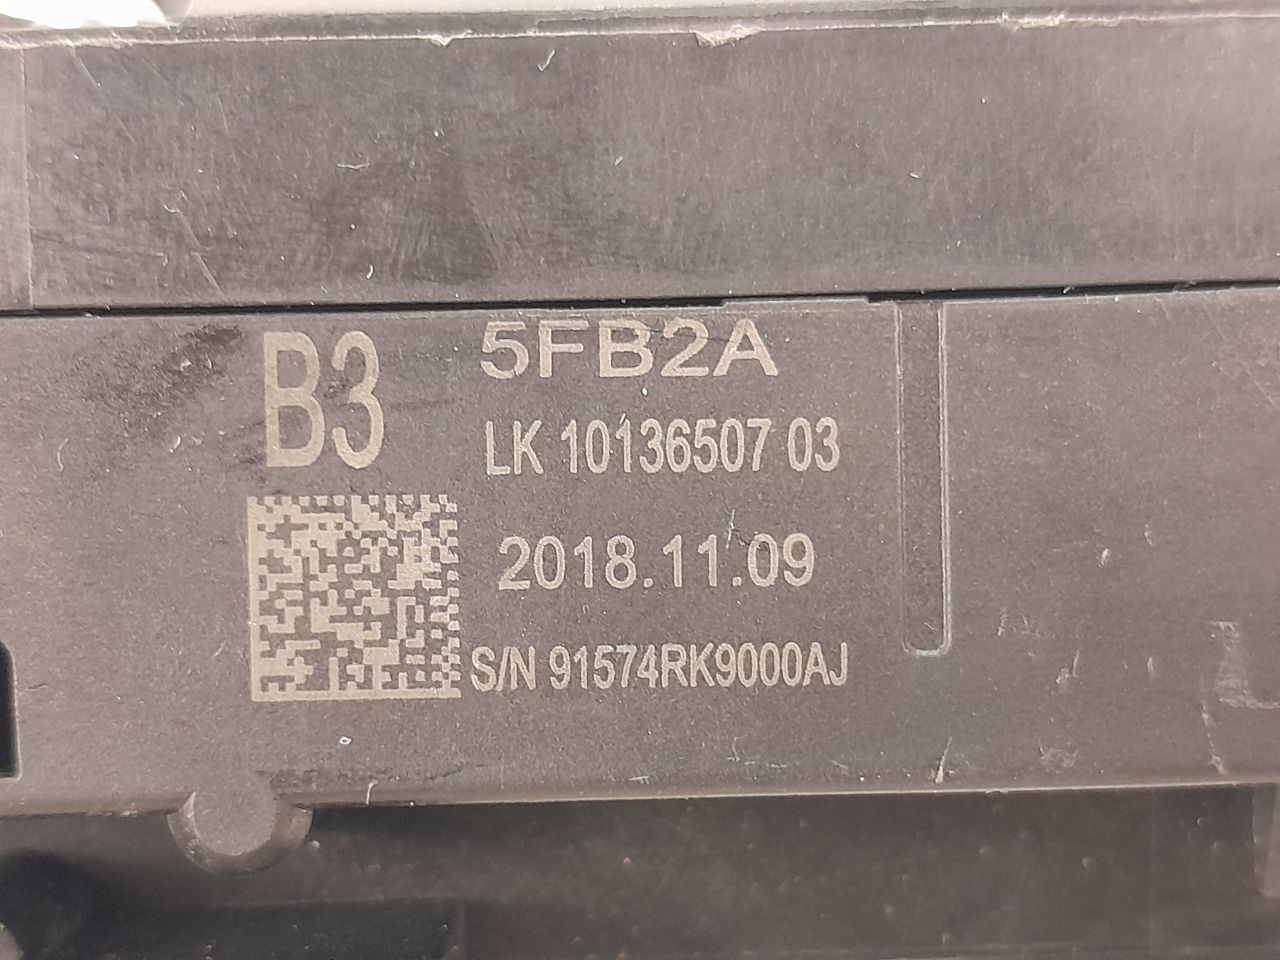 B3
5FB2A
LK 10136507 03
2018.11.09
S/N 91574RK9000AJ